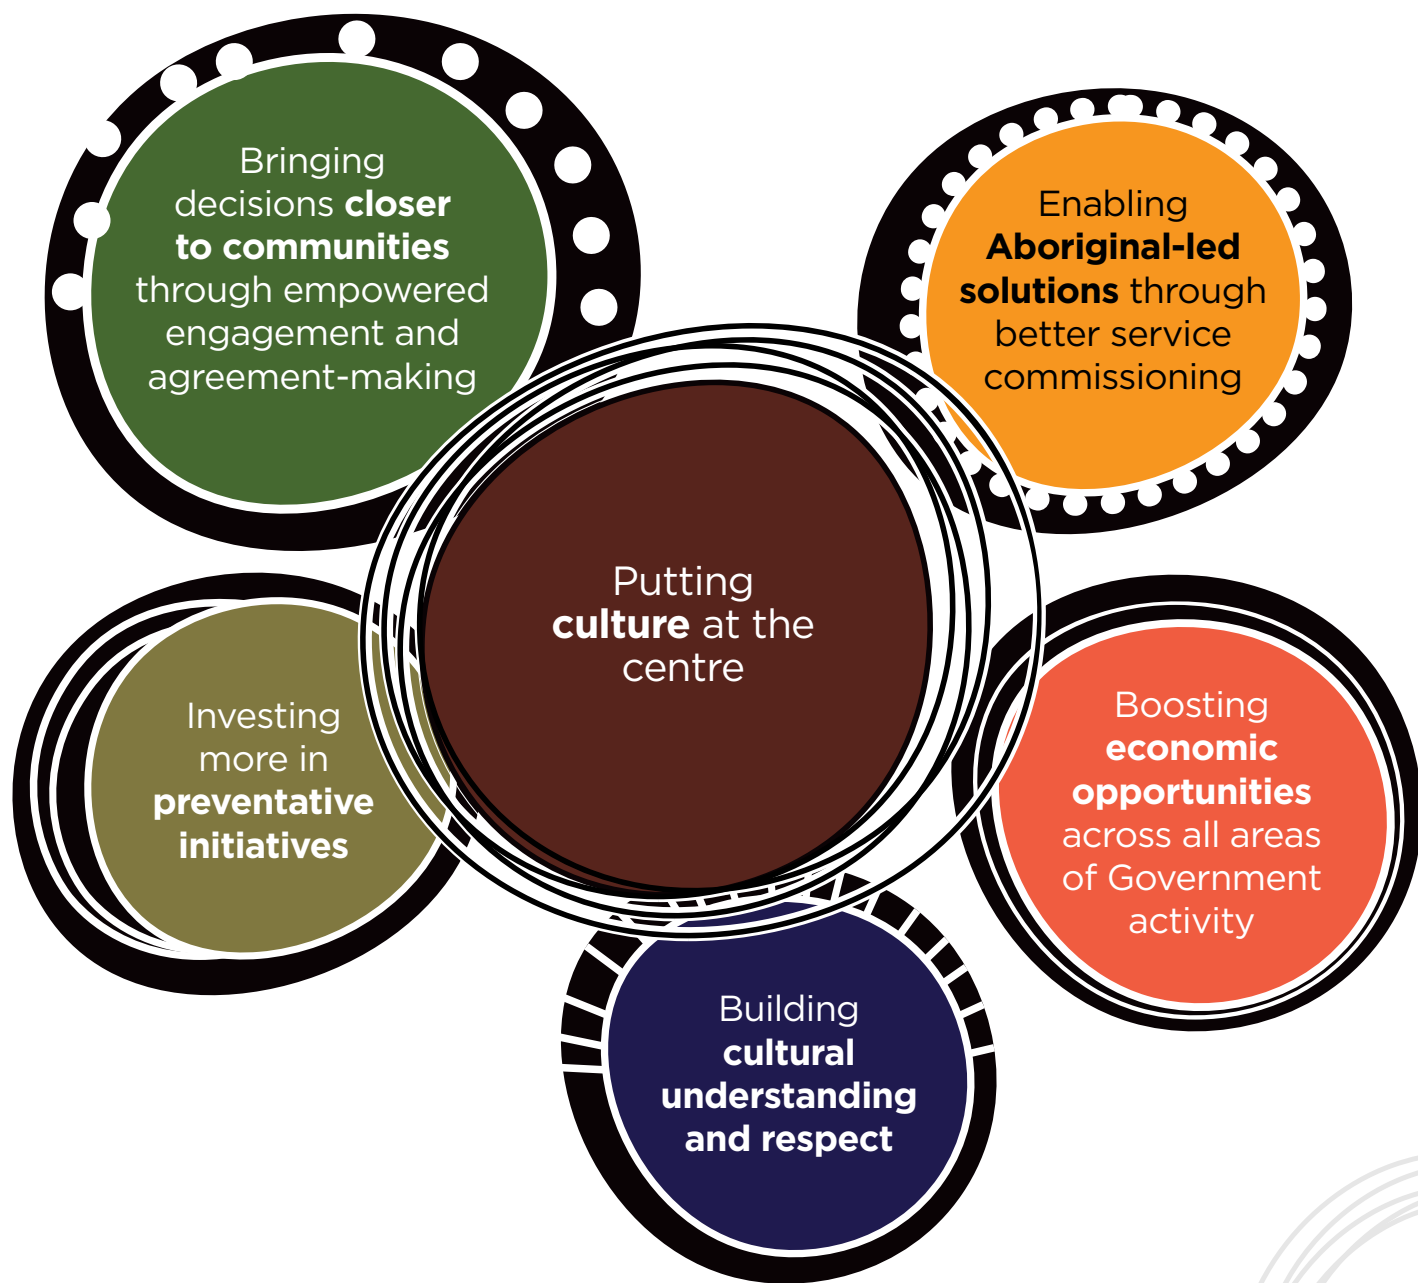 Bringing
decisions closer
to communities
through empowered
engagement and
agreement-making
Enabling
Aboriginal-led
solutions through
better service
commissioning
Putting
culture at the
centre
Investing
more in
preventative
initiatives
Boosting
economic
opportunities
across all areas
of Government
activity
Building
cultural
understanding
and respect